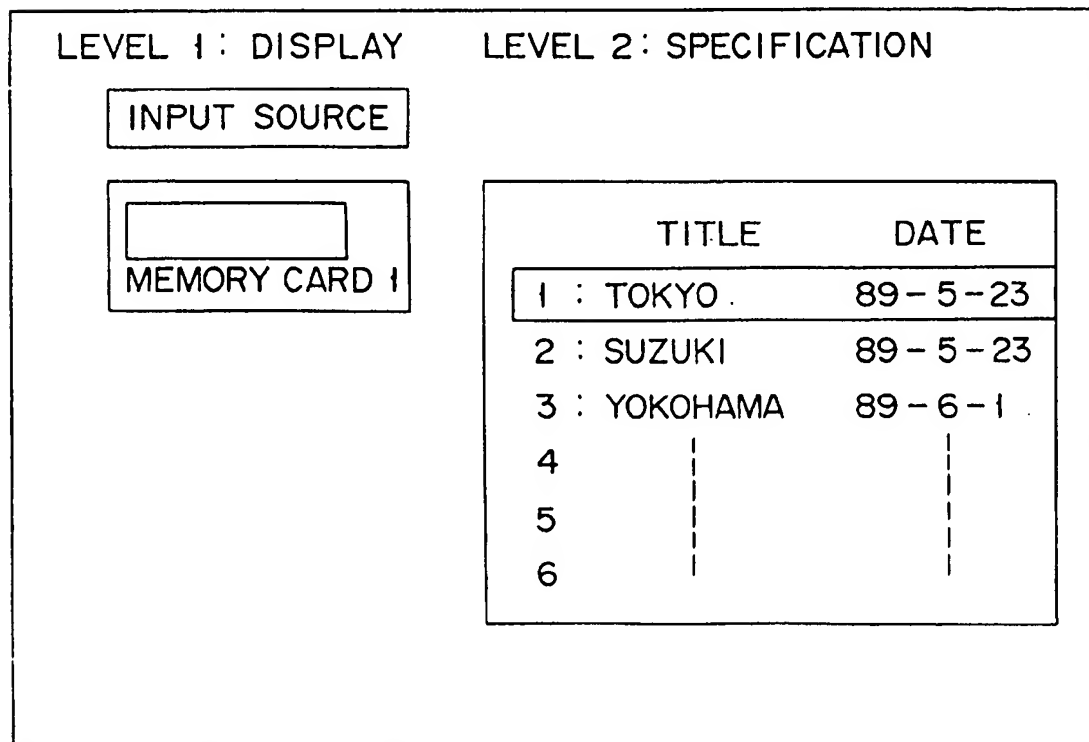 LEVEL 1: DISPLAY LEVEL 2: SPECIFICATION
INPUT SOURCE
MEMORY CARD 1
TITLE DATE
1 : TOKYO 89-5-23
2 : SUZUKI 89-5-23
3 : YOKOHAMA 89-6-1
4
5
6